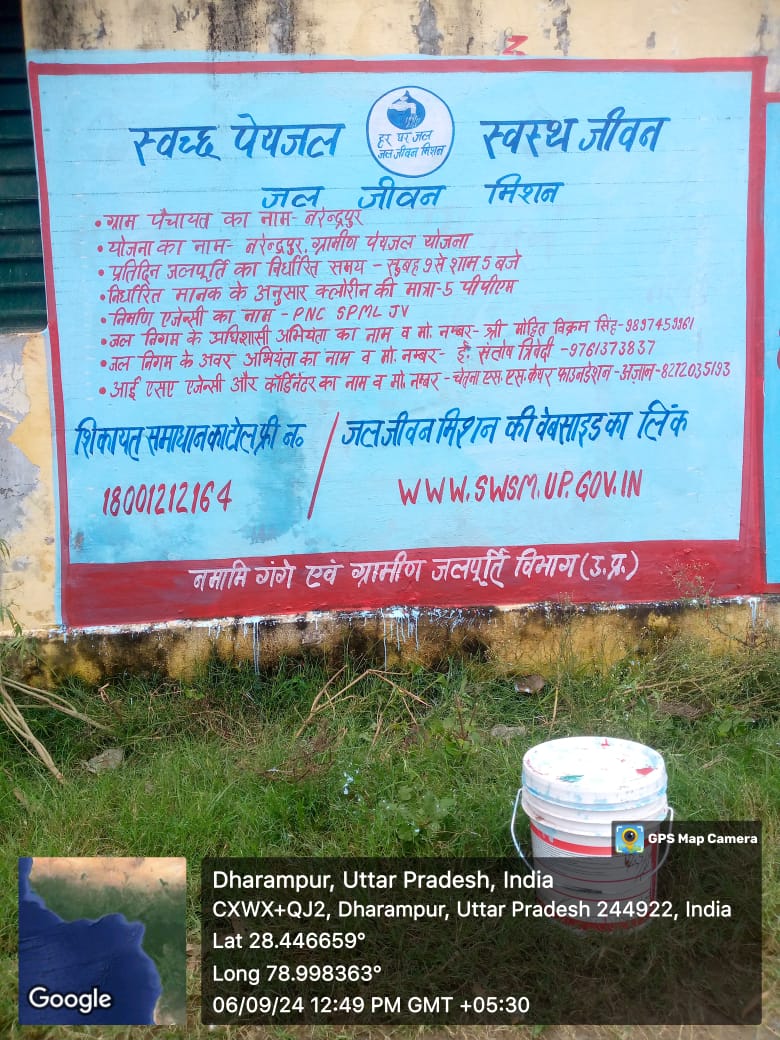 स्वच्छ पेयजल
हर घर जल
जल जीवन मिशन
स्वस्थ जीवन
जल जीवन मिशन
• ग्राम पंचायत का नाम- नरेन्द्रपुर
• योजना का नाम- नरेन्द्रपुर, ग्रामीण पेयजल योजना
• प्रतिदिन जलपूर्ति का निर्धारित समय - सुबह 9 से शाम 5 बजे
• निर्धारित मानक के अनुसार क्लोरीन की मात्रा- 5 पीपीएम
• निर्माण एजेन्सी का नाम - PNC SPML JV
• जल निगम के अधिशासी अभियंता का नाम व मो. नम्बर- श्री मोहित विक्रम सिंह-9897459961
• जल निगम के अवर अभियंता का नाम व मो. नम्बर- ई. संतोष त्रिवेदी -9761373837
• आई एसए एजेन्सी और कॉर्डिनेटर का नाम व मो. नम्बर - चेतना एस. एस. केयर फाउनडेशन - अज़ान-8272035193
शिकायत समाधान का टोल फ्री न०
18001212164
/
जल जीवन मिशन की वेबसाइड का लिंक
WWW.SWSM.UP.GOV.IN
नमामि गंगे एवं ग्रामीण जलपूर्ति विभाग (उ.प्र.)
GPS Map Camera
Google
Dharampur, Uttar Pradesh, India
CXWX+QJ2, Dharampur, Uttar Pradesh 244922, India
Lat 28.446659°
Long 78.998363°
06/09/24 12:49 PM GMT +05:30